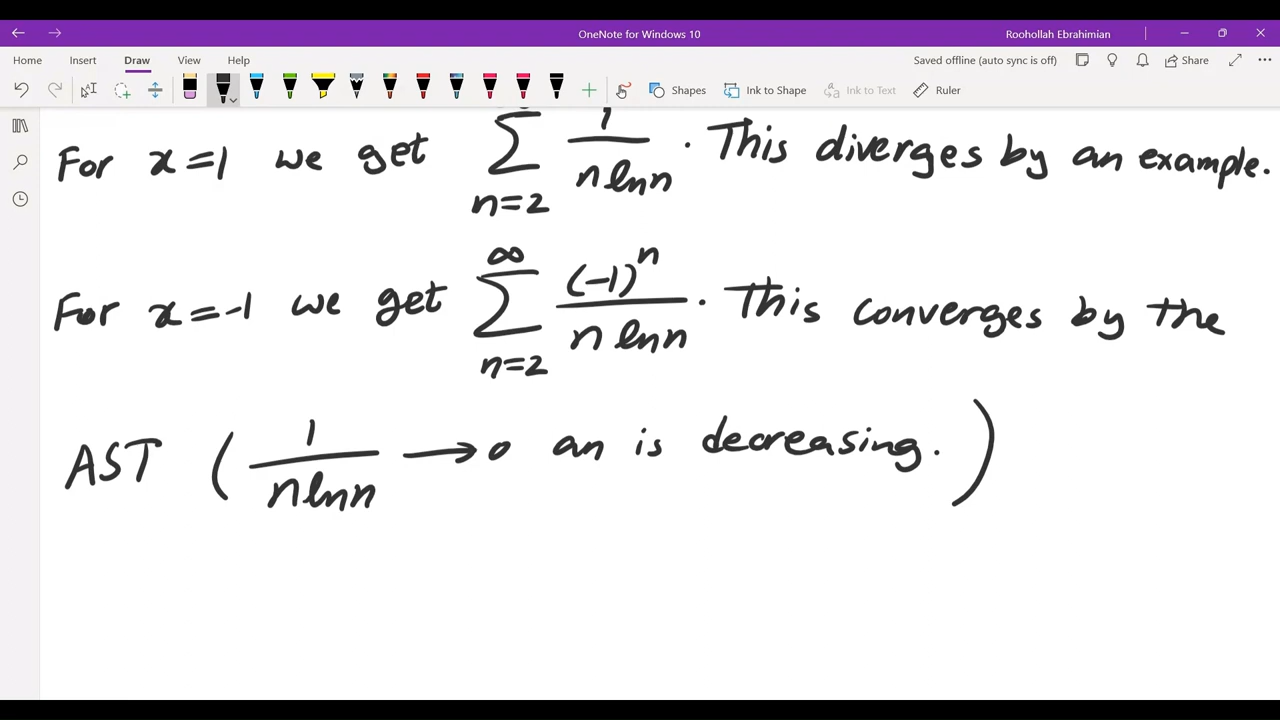 OneNote for Windows 10
Roohollah Ebrahimian
Home Insert Draw View Help
Saved offline (auto sync is off) Share
Shapes Ink to Shape Ink to Text Ruler
For x=1 we get ∑ n=2 1/(n ln n). This diverges by an example.
For x=-1 we get ∑ n=2 ∞ (-1)^n/(n ln n). This converges by the
AST ( 1/(n ln n) → 0 an is decreasing. )